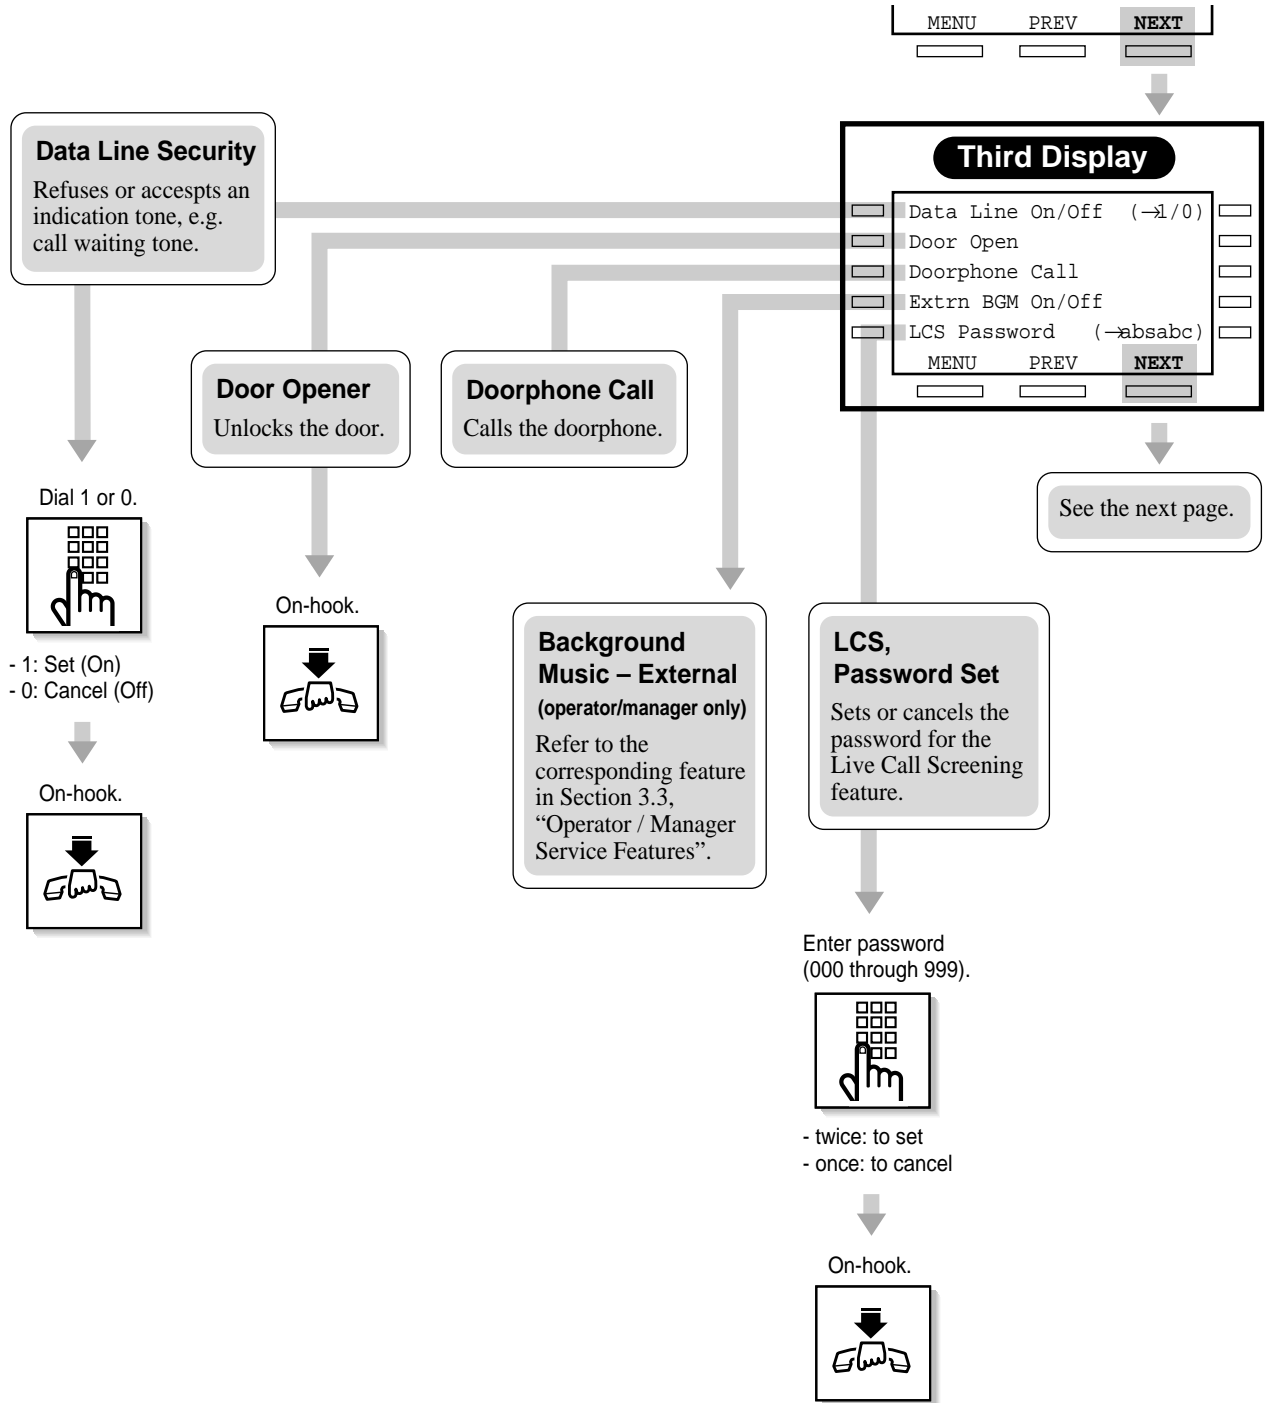 MENU PREV NEXT
Third Display
Data Line On/Off (→1/0)
Door Open
Doorphone Call
Extrn BGM On/Off
LCS Password (→absabc)
MENU PREV NEXT
See the next page.
Data Line Security
Refuses or accespts an
indication tone, e.g.
call waiting tone.
Dial 1 or 0.
- 1: Set (On)
- 0: Cancel (Off)
On-hook.
Door Opener
Unlocks the door.
On-hook.
Doorphone Call
Calls the doorphone.
Background
Music – External
(operator/manager only)
Refer to the
corresponding feature
in Section 3.3,
“Operator / Manager
Service Features”.
LCS,
Password Set
Sets or cancels the
password for the
Live Call Screening
feature.
Enter password
(000 through 999).
- twice: to set
- once: to cancel
On-hook.